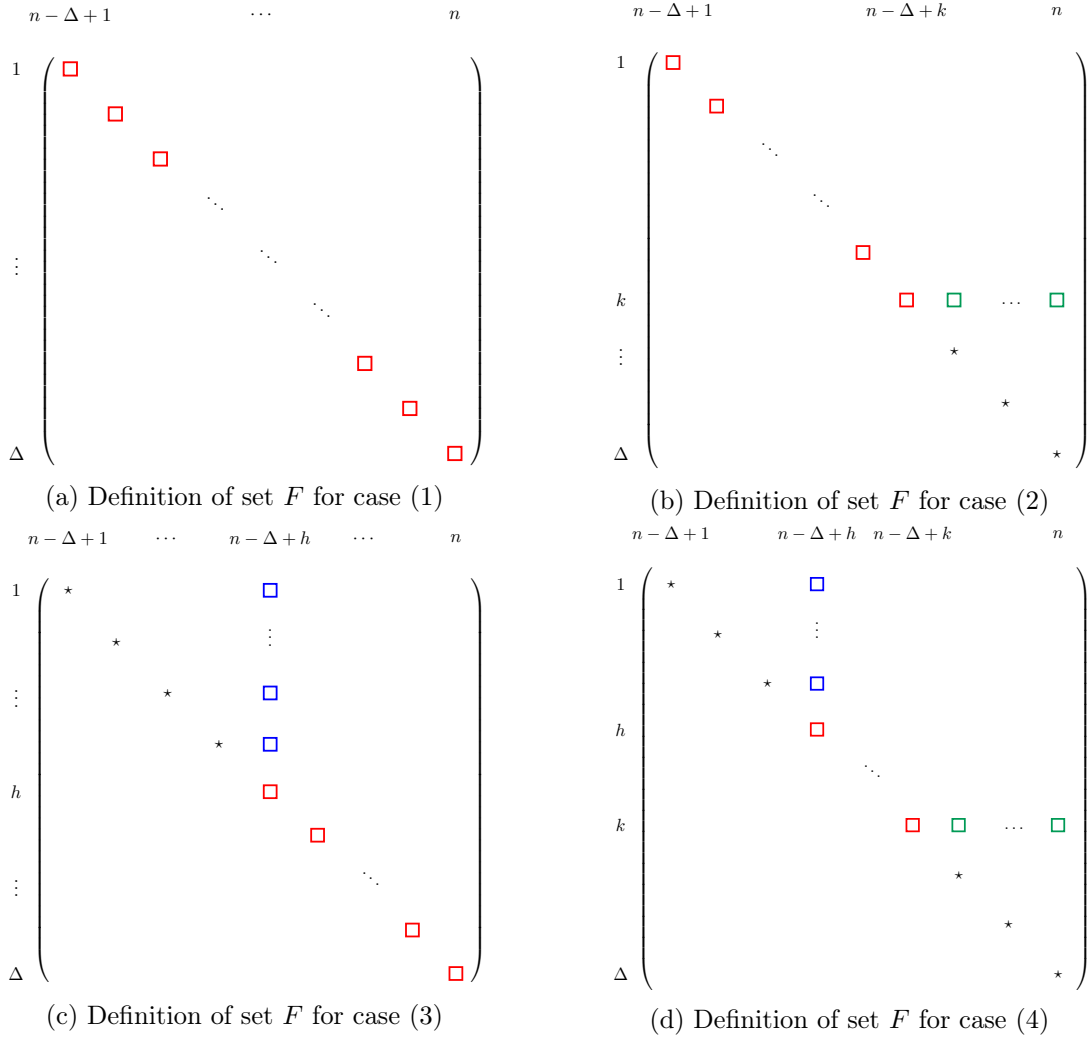 n − Δ + 1 ⋯ n
1
⋮
Δ
(a) Definition of set F for case (1)
n − Δ + 1 n − Δ + k n
1
k ⋯
⋮ ⋆
⋆
Δ ⋆
(b) Definition of set F for case (2)
n − Δ + 1 ⋯ n − Δ + h ⋯ n
1 ⋆ ⋮
⋆
⋮ ⋆
⋆
h
⋮ ⋱
Δ
(c) Definition of set F for case (3)
n − Δ + 1 n − Δ + h n − Δ + k n
1 ⋆
⋆ ⋮
⋆
h
⋱
k ⋯
⋆
⋆
Δ ⋆
(d) Definition of set F for case (4)